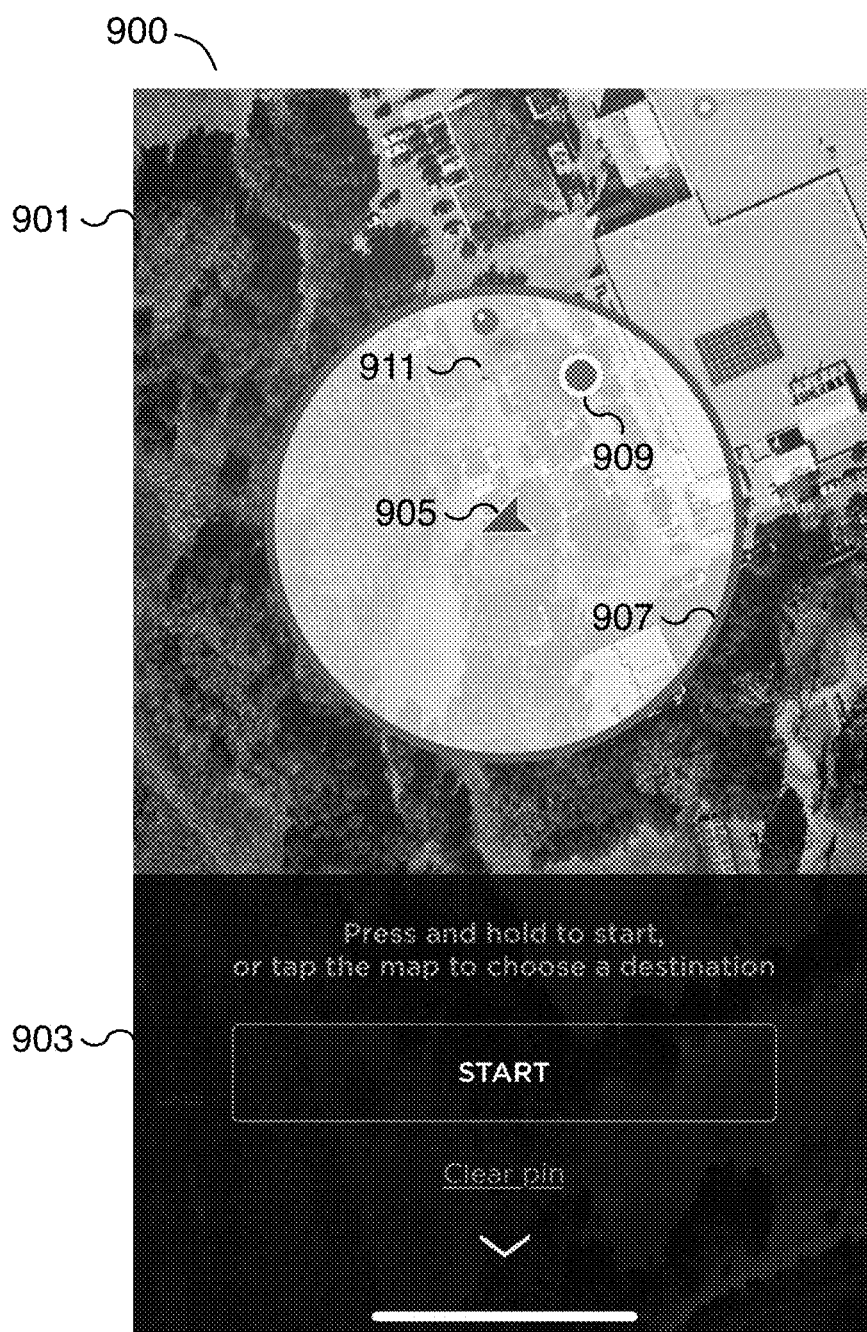 900
901
911
909
905
907
Press and hold to start,
or tap the map to choose a destination
903
START
Clear pin